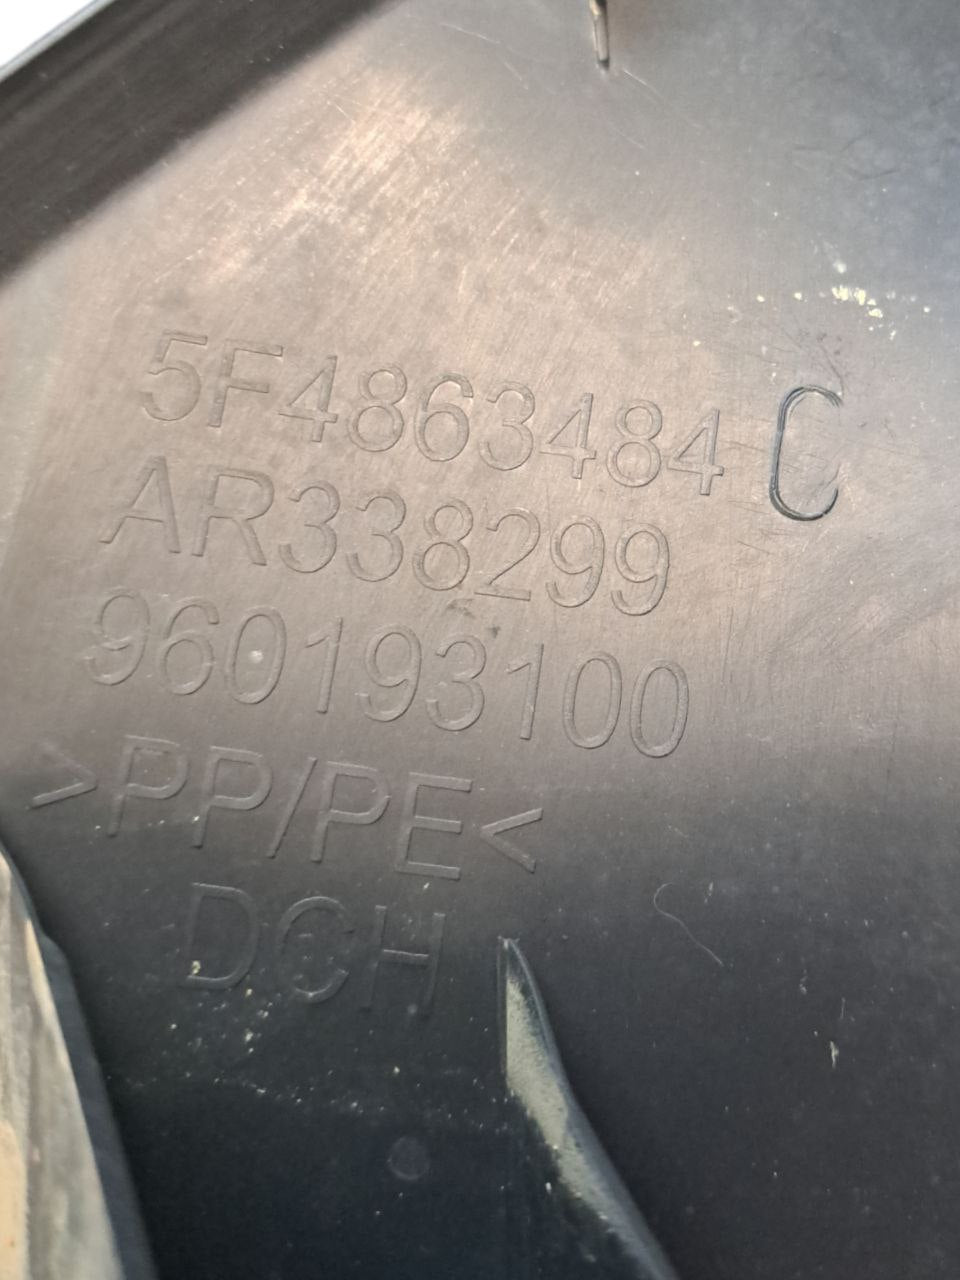 5F4863484 C
AR338299
960193100
>PP/PE<
DCH